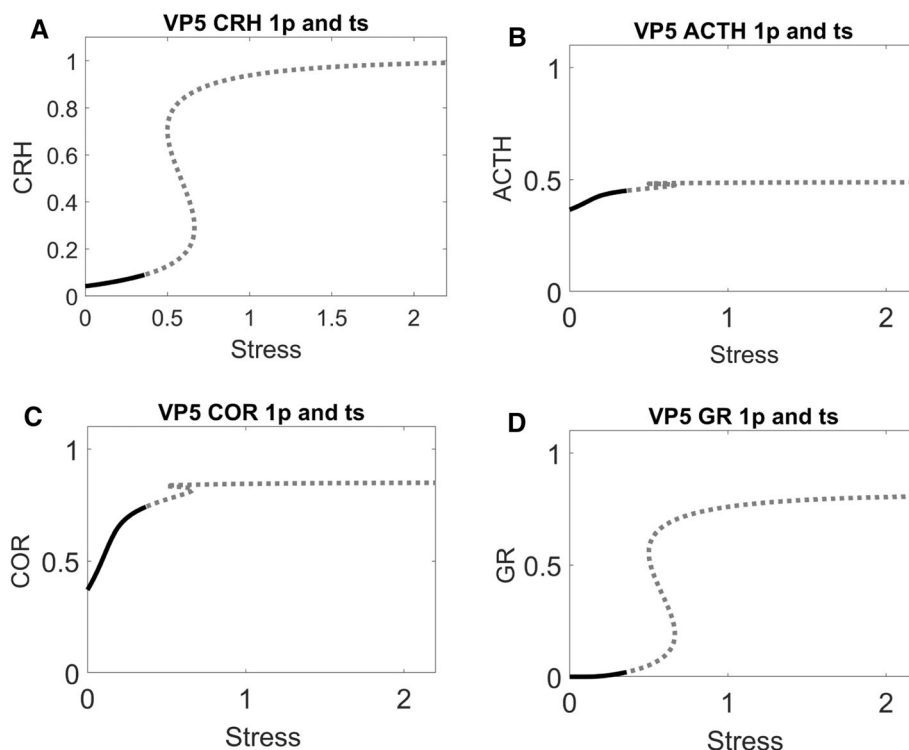 A
VP5 CRH 1p and ts
CRH
1
0.8
0.6
0.4
0.2
0
0
0.5
1
1.5
2
Stress
B
VP5 ACTH 1p and ts
ACTH
1
0.5
0
0
1
2
Stress
C
VP5 COR 1p and ts
COR
1
0.5
0
0
1
2
Stress
D
VP5 GR 1p and ts
GR
1
0.5
0
0
1
2
Stress